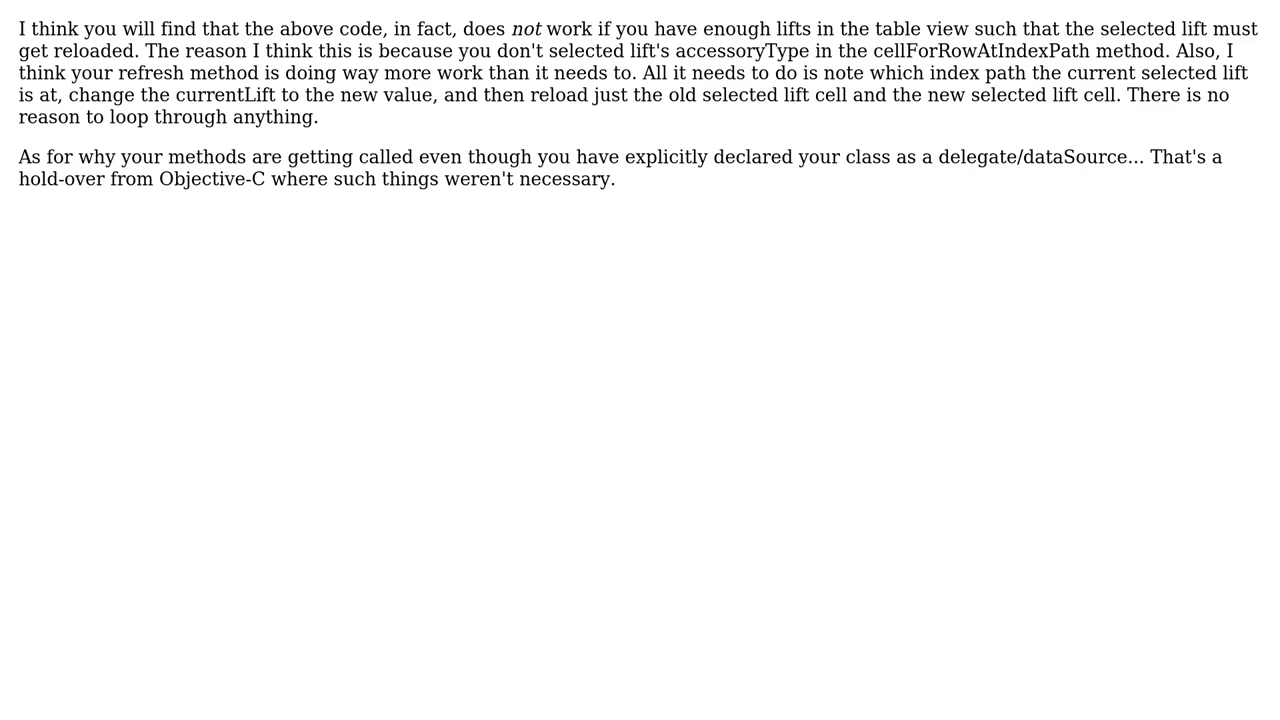 I think you will find that the above code, in fact, does not work if you have enough lifts in the table view such that the selected lift must
get reloaded. The reason I think this is because you don't selected lift's accessoryType in the cellForRowAtIndexPath method. Also, I
think your refresh method is doing way more work than it needs to. All it needs to do is note which index path the current selected lift
is at, change the currentLift to the new value, and then reload just the old selected lift cell and the new selected lift cell. There is no
reason to loop through anything.
As for why your methods are getting called even though you have explicitly declared your class as a delegate/dataSource... That's a
hold-over from Objective-C where such things weren't necessary.